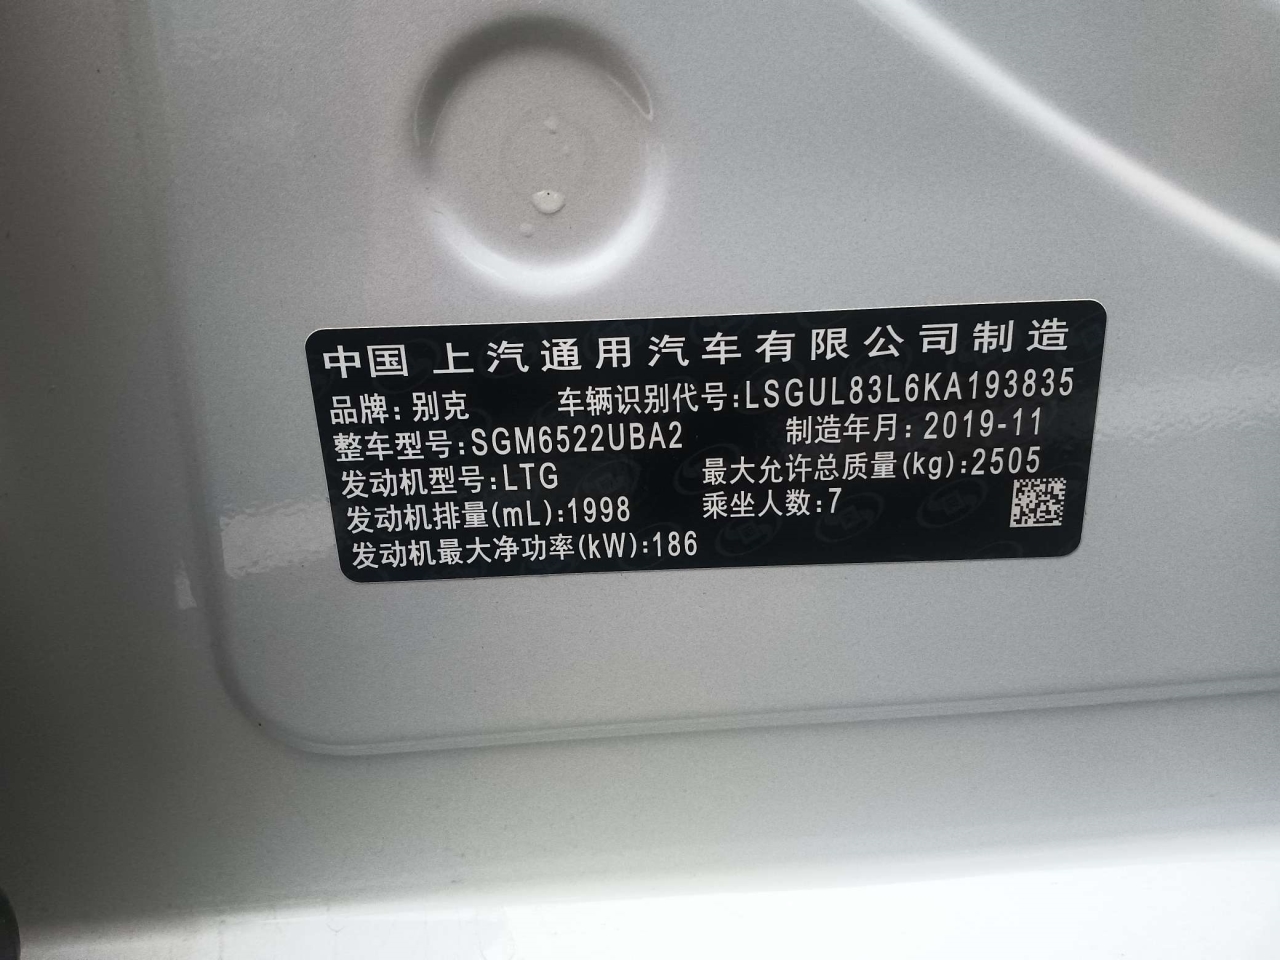 中国 上汽通用汽车有限公司制造
品牌: 别克 车辆识别代号:LSGUL83L6KA193835
整车型号:SGM6522UBA2 制造年月: 2019-11
发动机型号:LTG 最大允许总质量(kg):2505
发动机排量(mL):1998 乘坐人数:7
发动机最大净功率(kW):186